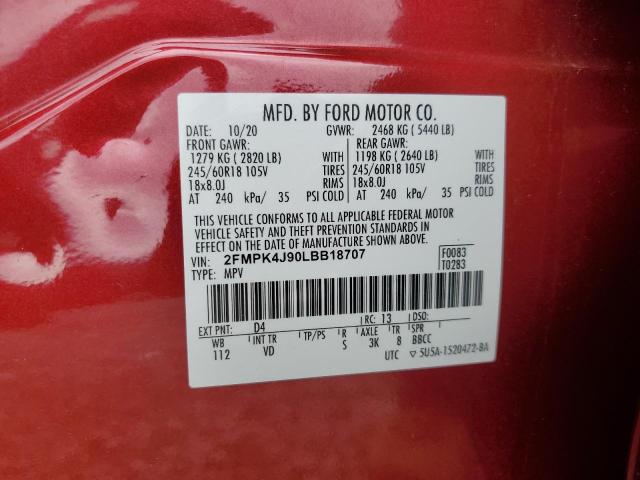 MFD. BY FORD MOTOR CO.
DATE: 10/20 GVWR: 2468 KG ( 5440 LB)
FRONT GAWR: REAR GAWR:
1279 KG ( 2820 LB) WITH 1198 KG ( 2640 LB) WITH
245/60R18 105V TIRES 245/60R18 105V TIRES
18x8.0J RIMS 18x8.0J RIMS
AT 240 kPa/ 35 PSI COLD AT 240 kPa/ 35 PSI COLD
THIS VEHICLE CONFORMS TO ALL APPLICABLE FEDERAL MOTOR
VEHICLE SAFETY AND THEFT PREVENTION STANDARDS IN
EFFECT ON THE DATE OF MANUFACTURE SHOWN ABOVE.
VIN: 2FMPK4J90LBB18707 F0083
TYPE: MPV T0283
EXT PNT: D4 RC: 13 DSO:
WB INT TR TP/PS R AXLE TR SPR
112 VD S 3K 8 BBCC
UTC ▽ 5U5A-1520472-BA